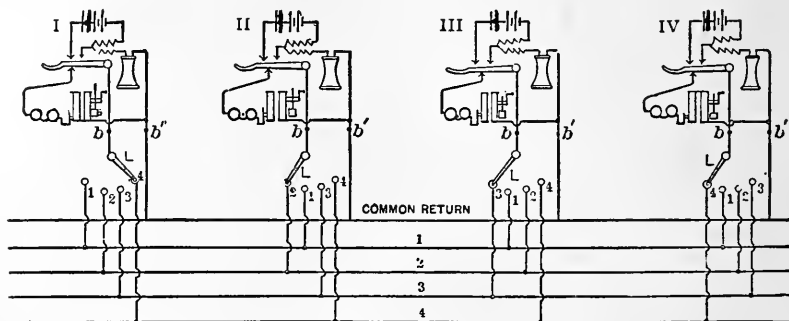 I II III IV
b b" b b' b b' b b'
L L L L
1 2 3 4 2 1 3 4 3 1 2 4 4 1 2 3
COMMON RETURN
1
2
3
4